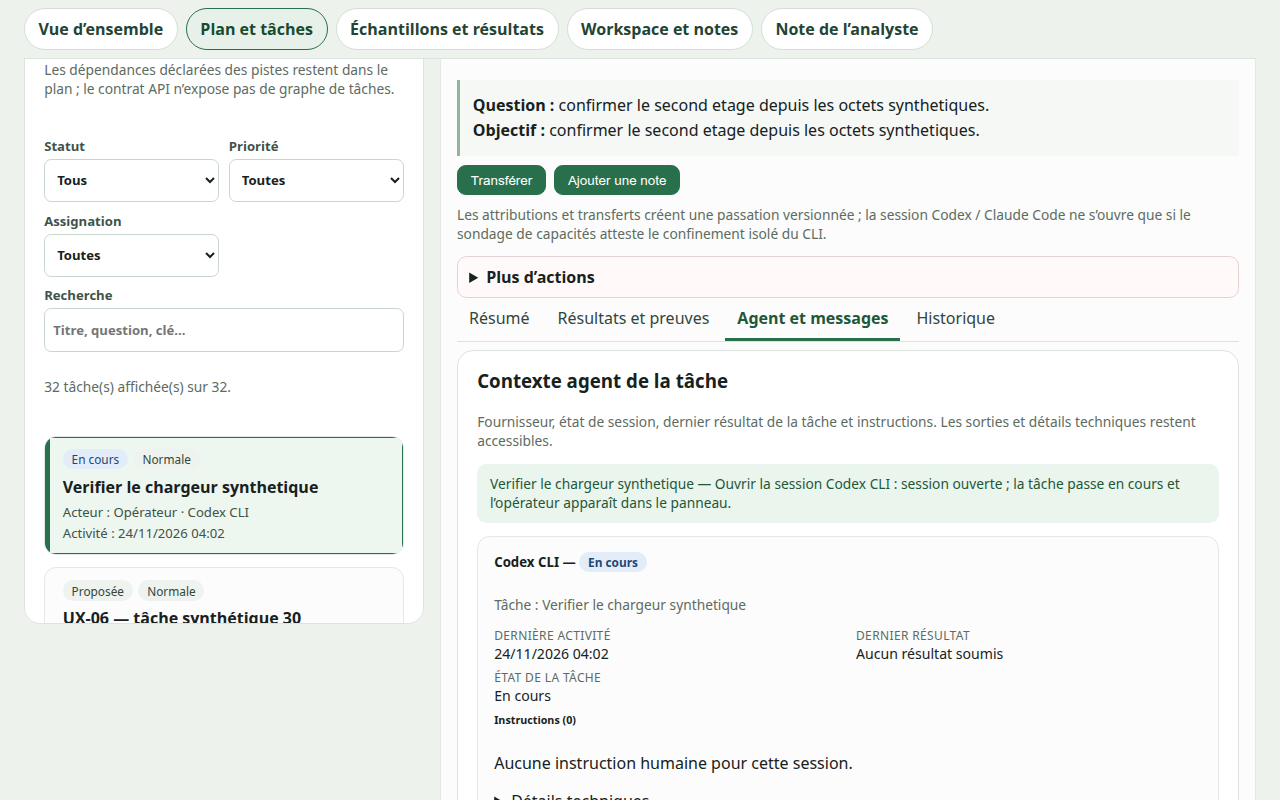 Vue d’ensemble
Plan et tâches
Échantillons et résultats
Workspace et notes
Note de l’analyste
Les dépendances déclarées des pistes restent dans le
plan ; le contrat API n’expose pas de graphe de tâches.
Statut
Priorité
Tous
Toutes
Assignation
Toutes
Recherche
Titre, question, clé…
32 tâche(s) affichée(s) sur 32.
En cours
Normale
Verifier le chargeur synthetique
Acteur : Opérateur · Codex CLI
Activité : 24/11/2026 04:02
Proposée
Normale
UX-06 — tâche synthétique 30
Question : confirmer le second etage depuis les octets synthetiques.
Objectif : confirmer le second etage depuis les octets synthetiques.
Transférer
Ajouter une note
Les attributions et transferts créent une passation versionnée ; la session Codex / Claude Code ne s’ouvre que si le
sondage de capacités atteste le confinement isolé du CLI.
Plus d’actions
Résumé
Résultats et preuves
Agent et messages
Historique
Contexte agent de la tâche
Fournisseur, état de session, dernier résultat de la tâche et instructions. Les sorties et détails techniques restent
accessibles.
Verifier le chargeur synthetique — Ouvrir la session Codex CLI : session ouverte ; la tâche passe en cours et
l’opérateur apparaît dans le panneau.
Codex CLI — En cours
Tâche : Verifier le chargeur synthetique
DERNIÈRE ACTIVITÉ
24/11/2026 04:02
DERNIER RÉSULTAT
Aucun résultat soumis
ÉTAT DE LA TÂCHE
En cours
Instructions (0)
Aucune instruction humaine pour cette session.
Détails techniques